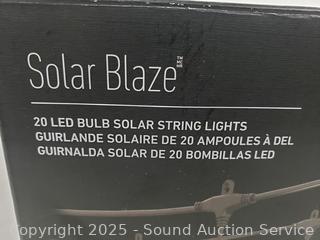 Solar Blaze
20 LED BULB SOLAR STRING LIGHTS
GUIRLANDE SOLAIRE DE 20 AMPOULES À DEL
GUIRNALDA SOLAR DE 20 BOMBILLAS LED
Copyright 2025 - Sound Auction Service